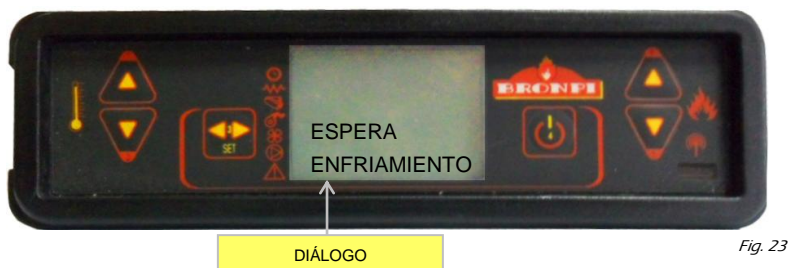 BRONPI
ESPERA
ENFRIAMIENTO
SET
DIÁLOGO
Fig. 23